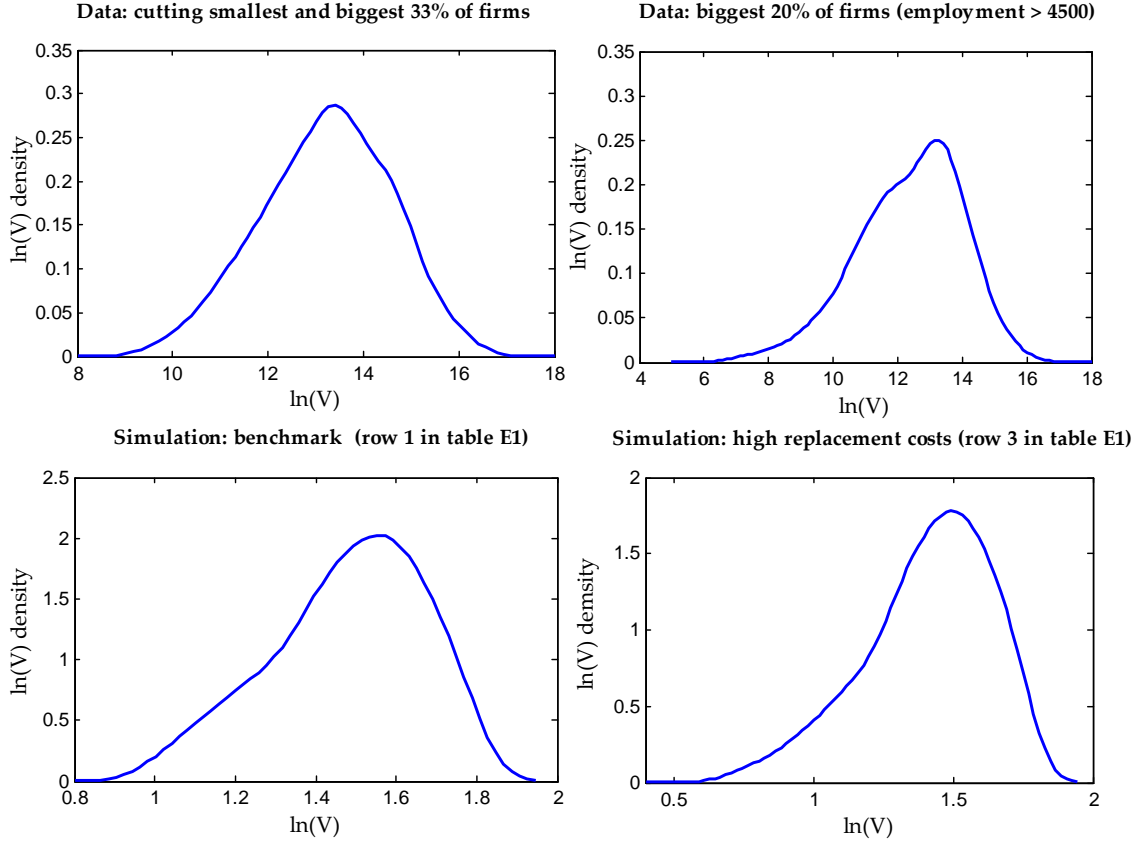 Data: cutting smallest and biggest 33% of firms
0.35
0.3
0.25
0.2
0.15
0.1
0.05
0
ln(V) density
8 10 12 14 16 18
ln(V)
Data: biggest 20% of firms (employment > 4500)
0.35
0.3
0.25
0.2
0.15
0.1
0.05
0
ln(V) density
4 6 8 10 12 14 16 18
ln(V)
Simulation: benchmark (row 1 in table E1)
2.5
2
1.5
1
0.5
0
ln(V) density
0.8 1 1.2 1.4 1.6 1.8 2
ln(V)
Simulation: high replacement costs (row 3 in table E1)
2
1.5
1
0.5
0
ln(V) demsity
0.5 1 1.5 2
ln(V)